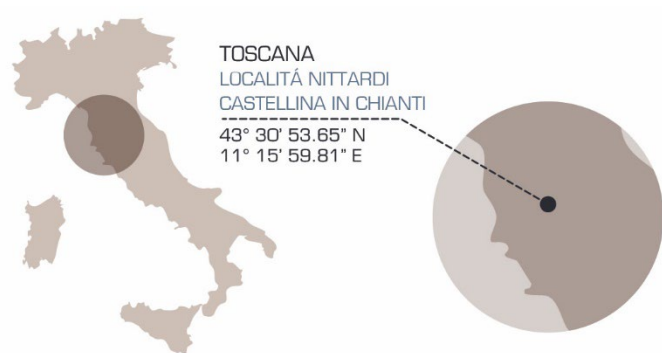 TOSCANA
LOCALITÁ NITTARDI
CASTELLINA IN CHIANTI
43° 30' 53.65" N
11° 15' 59.81" E